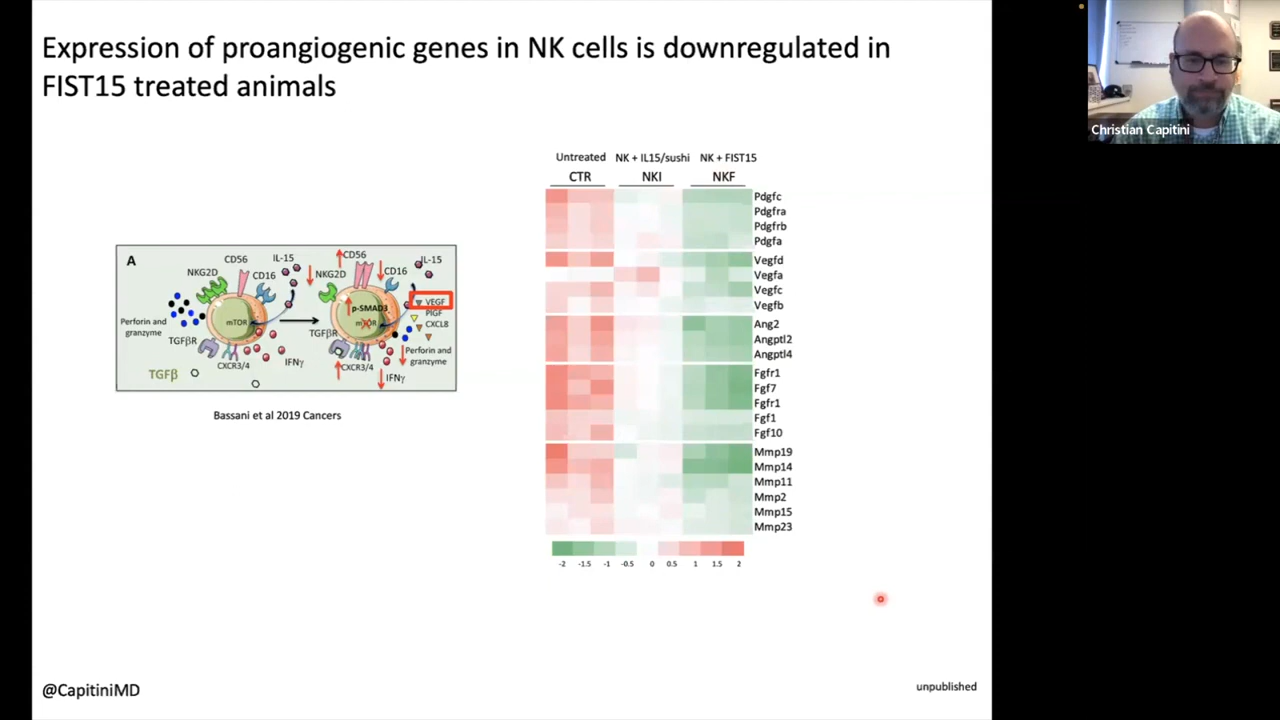 Expression of proangiogenic genes in NK cells is downregulated in
FIST15 treated animals
Christian Capitini
A
CD56
IL-15
NKG2D
CD16
mTOR
Perforin and
granzyme
TGFβR
CXCR3/4
IFNγ
TGFβ
CD56
IL-15
NKG2D
CD16
p-SMAD3
mTOR
VEGF
PlGF
CXCL8
TGFβR
Perforin and
granzyme
CXCR3/4
IFNγ
Bassani et al 2019 Cancers
Untreated NK + IL15/sushi NK + FIST15
CTR NKI NKF
Pdgfc
Pdgfra
Pdgfrb
Pdgfa
Vegfd
Vegfa
Vegfc
Vegfb
Ang2
Angptl2
Angptl4
Fgfr1
Fgf7
Fgfr1
Fgf1
Fgf10
Mmp19
Mmp14
Mmp11
Mmp2
Mmp15
Mmp23
-2 -1.5 -1 -0.5 0 0.5 1 1.5 2
@CapitiniMD
unpublished